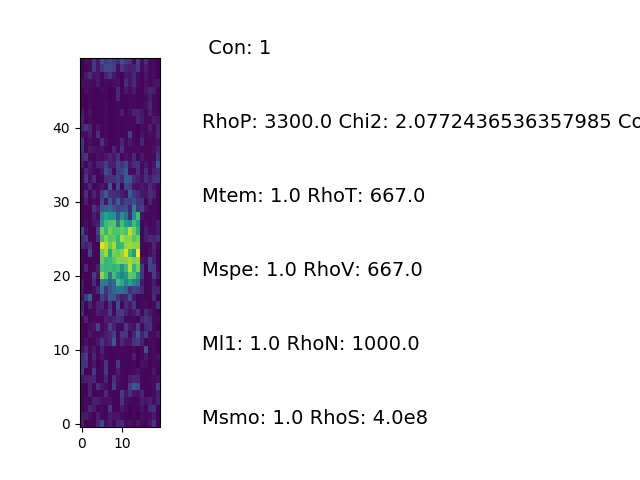 Con: 1
RhoP: 3300.0 Chi2: 2.0772436536357985 Co
Mtem: 1.0 RhoT: 667.0
Mspe: 1.0 RhoV: 667.0
Ml1: 1.0 RhoN: 1000.0
Msmo: 1.0 RhoS: 4.0e8
40
30
20
10
0
0 10